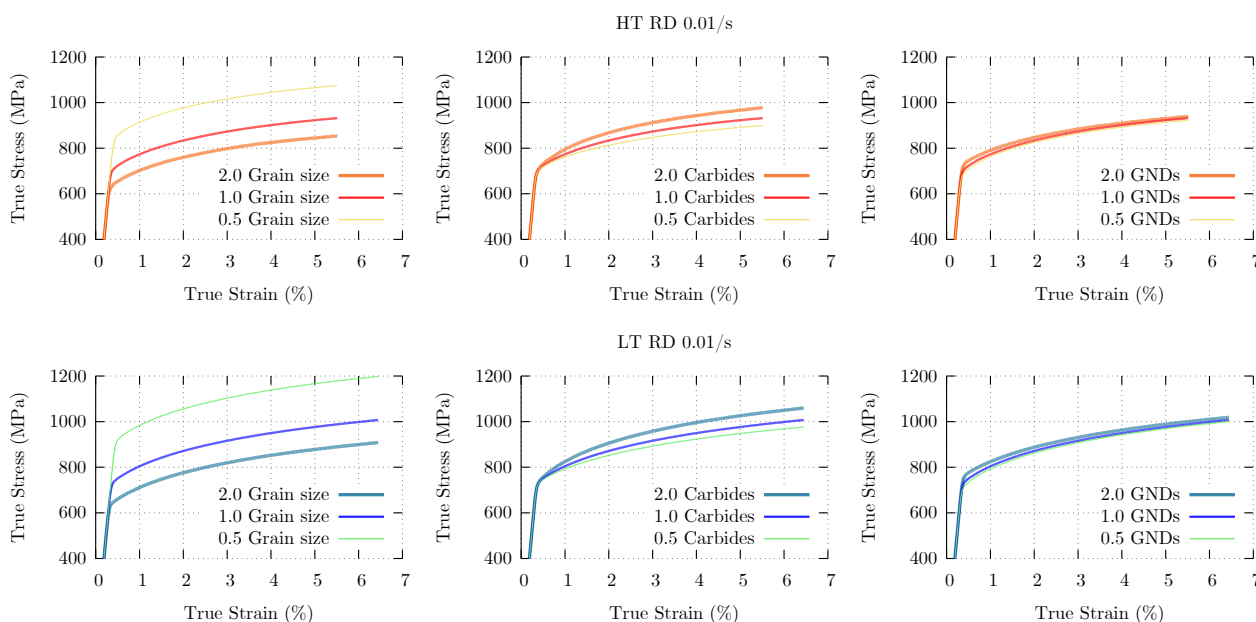 HT RD 0.01/s
1200
1000
800
600
400
True Stress (MPa)
2.0 Grain size
1.0 Grain size
0.5 Grain size
0 1 2 3 4 5 6 7
True Strain (%)
1200
1000
800
600
400
True Stress (MPa)
2.0 Carbides
1.0 Carbides
0.5 Carbides
0 1 2 3 4 5 6 7
True Strain (%)
1200
1000
800
600
400
True Stress (MPa)
2.0 GNDs
1.0 GNDs
0.5 GNDs
0 1 2 3 4 5 6 7
True Strain (%)
LT RD 0.01/s
1200
1000
800
600
400
True Stress (MPa)
2.0 Grain size
1.0 Grain size
0.5 Grain size
0 1 2 3 4 5 6 7
True Strain (%)
1200
1000
800
600
400
True Stress (MPa)
2.0 Carbides
1.0 Carbides
0.5 Carbides
0 1 2 3 4 5 6 7
True Strain (%)
1200
1000
800
600
400
True Stress (MPa)
2.0 GNDs
1.0 GNDs
0.5 GNDs
0 1 2 3 4 5 6 7
True Strain (%)